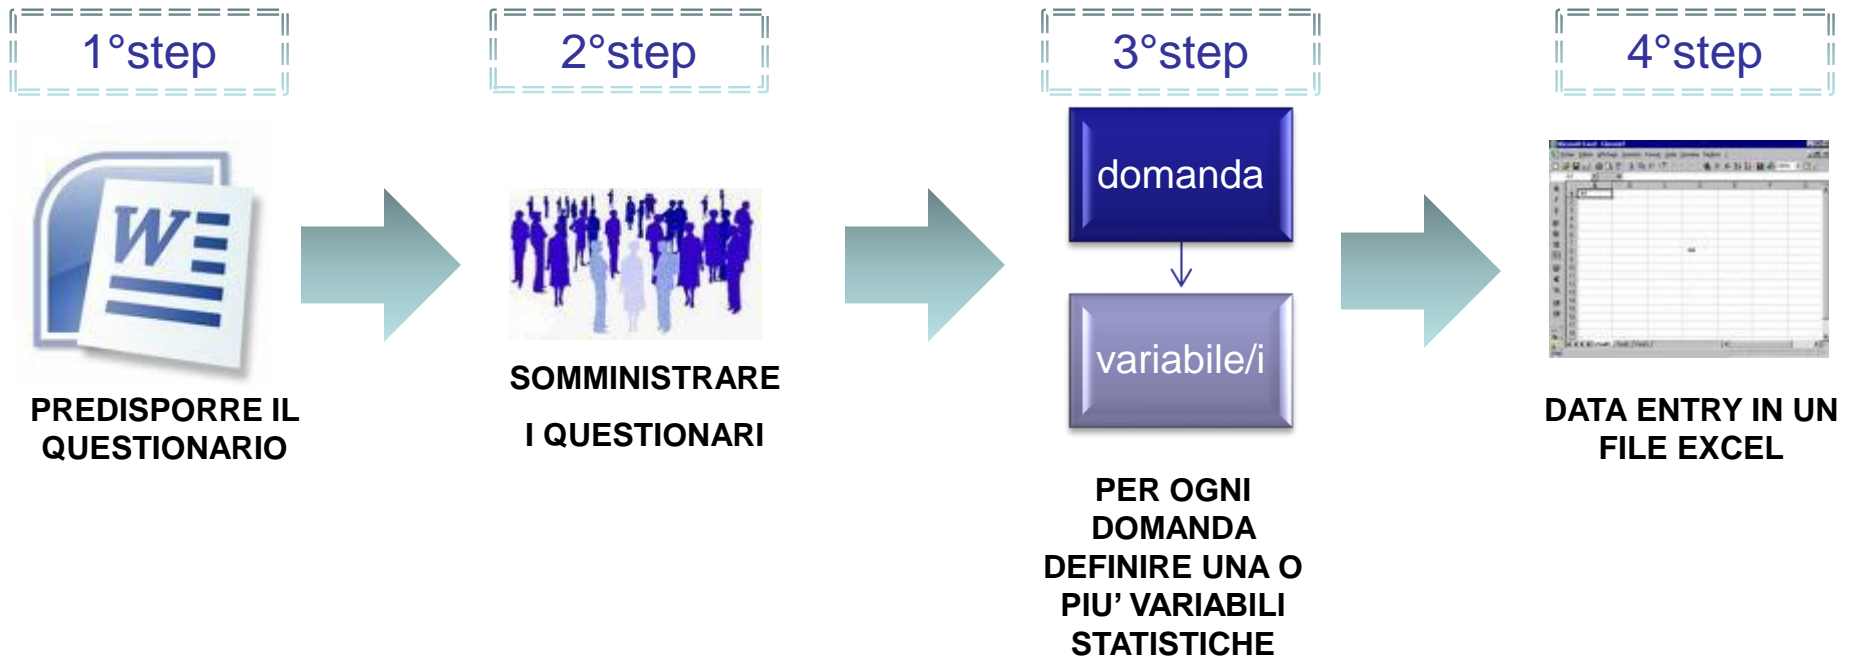 1°step
2°step
3°step
4°step
W
domanda
variabile/i
PREDISPORRE IL
QUESTIONARIO
SOMMINISTRARE
I QUESTIONARI
PER OGNI
DOMANDA
DEFINIRE UNA O
PIU’ VARIABILI
STATISTICHE
DATA ENTRY IN UN
FILE EXCEL